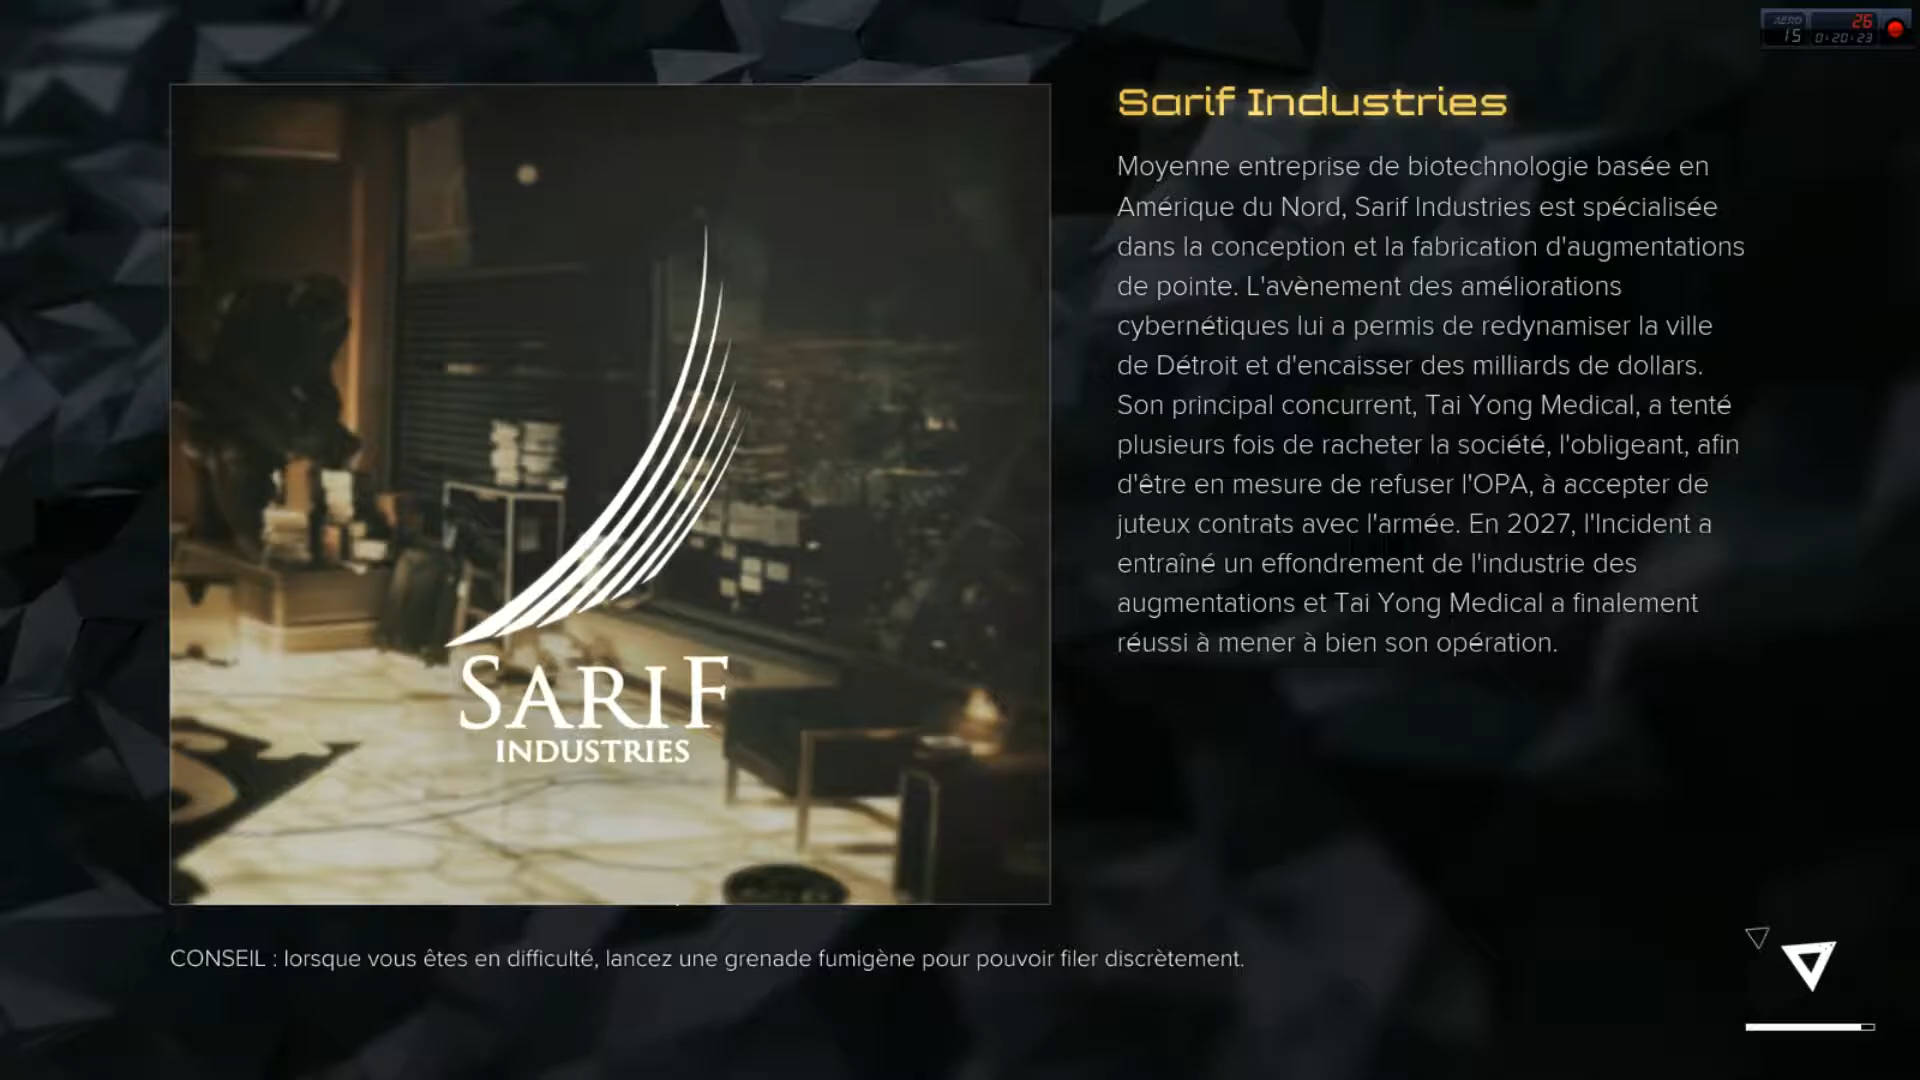 AERO 26
15 0:20:23
Sarif Industries
Moyenne entreprise de biotechnologie basée en
Amérique du Nord, Sarif Industries est spécialisée
dans la conception et la fabrication d'augmentations
de pointe. L'avènement des améliorations
cybernétiques lui a permis de redynamiser la ville
de Détroit et d'encaisser des milliards de dollars.
Son principal concurrent, Tai Yong Medical, a tenté
plusieurs fois de racheter la société, l'obligeant, afin
d'être en mesure de refuser l'OPA, à accepter de
juteux contrats avec l'armée. En 2027, l'Incident a
entraîné un effondrement de l'industrie des
augmentations et Tai Yong Medical a finalement
réussi à mener à bien son opération.
SARIF
INDUSTRIES
CONSEIL : lorsque vous êtes en difficulté, lancez une grenade fumigène pour pouvoir filer discrètement.